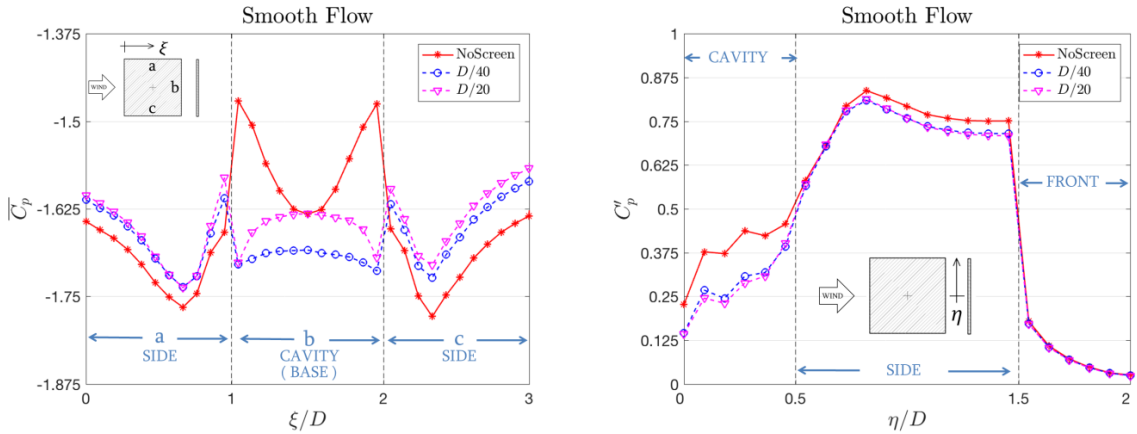 Smooth Flow
-1.375
-1.5
-1.625
-1.75
-1.875
C̅p
ξ
a
b
c
WIND
NoScreen
D/40
D/20
a
SIDE
b
CAVITY
( BASE )
c
SIDE
0
1
2
3
ξ/D
Smooth Flow
1
0.875
0.75
0.625
0.5
0.375
0.25
0.125
0
C′p
CAVITY
NoScreen
D/40
D/20
FRONT
WIND
η
SIDE
0
0.5
1.5
2
η/D